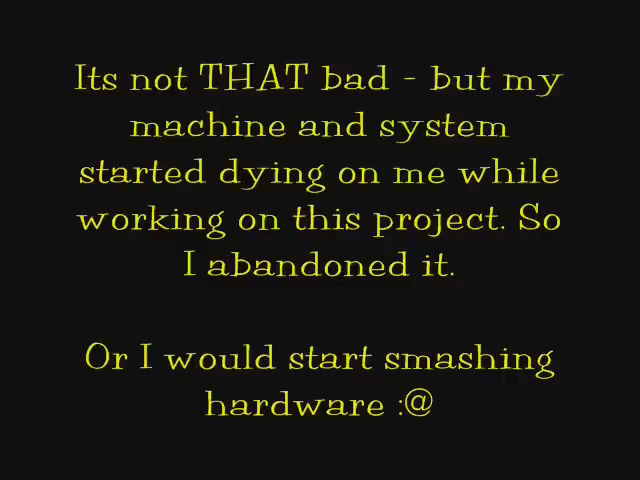 Its not THAT bad - but my
machine and system
started dying on me while
working on this project. So
I abandoned it.
Or I would start smashing
hardware :@